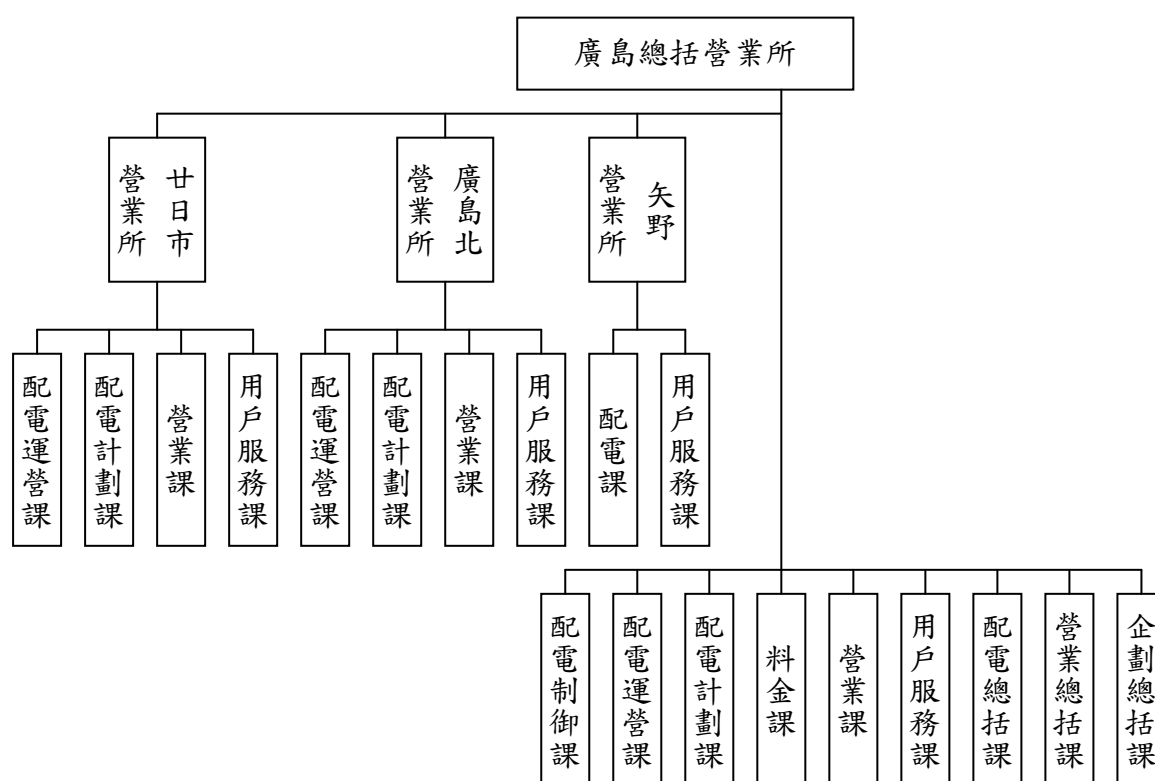 廣島總括營業所
廿日市
營業所
廣島北
營業所
矢野
營業所
配電運營課
配電計劃課
營業課
用戶服務課
配電運營課
配電計劃課
營業課
用戶服務課
配電課
用戶服務課
配電制御課
配電運營課
配電計劃課
料金課
營業課
用戶服務課
配電總括課
營業總括課
企劃總括課